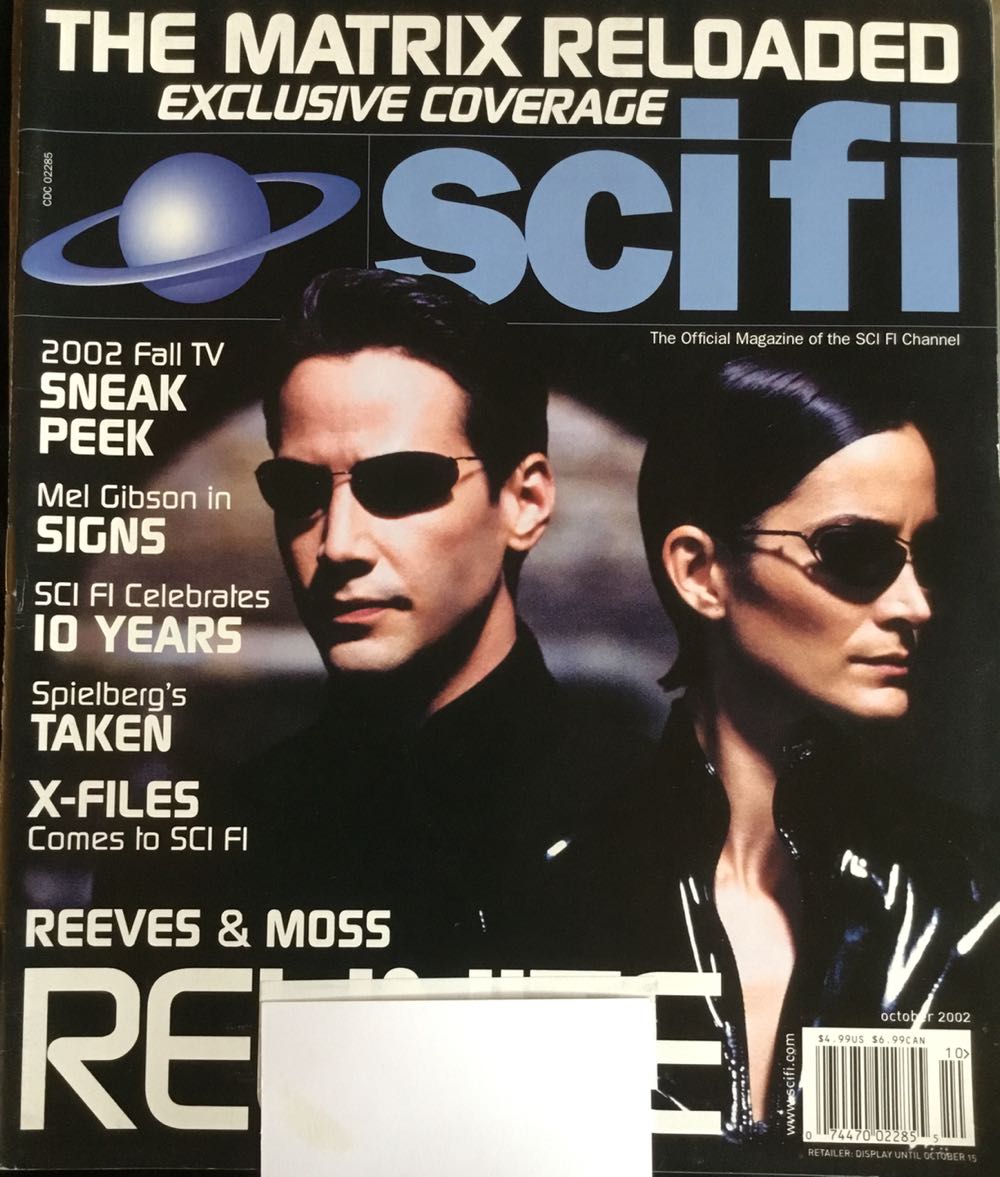 THE MATRIX RELOADED
EXCLUSIVE COVERAGE
CDC 02285
scifi
The Official Magazine of the SCI FI Channel
2002 Fall TV
SNEAK
PEEK
Mel Gibson in
SIGNS
SCI FI Celebrates
10 YEARS
Spielberg's
TAKEN
X-FILES
Comes to SCI FI
REEVES & MOSS
october 2002
$4.99US $6.99CAN
10>
www.scifi.com
0 74470 02285 5
RETAILER: DISPLAY UNTIL OCTOBER 15